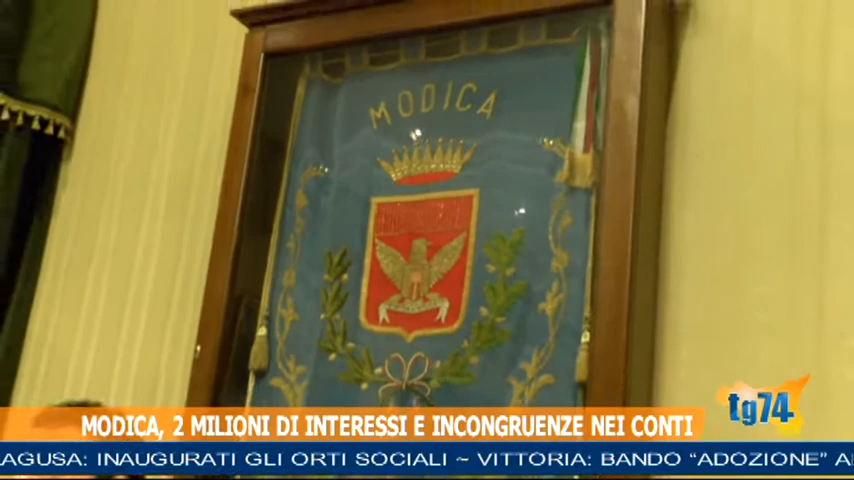 MODICA
MODICA, 2 MILIONI DI INTERESSI E INCONGRUENZE NEI CONTI
tg74
AGUSA: INAUGURATI GLI ORTI SOCIALI ~ VITTORIA: BANDO “ADOZIONE”